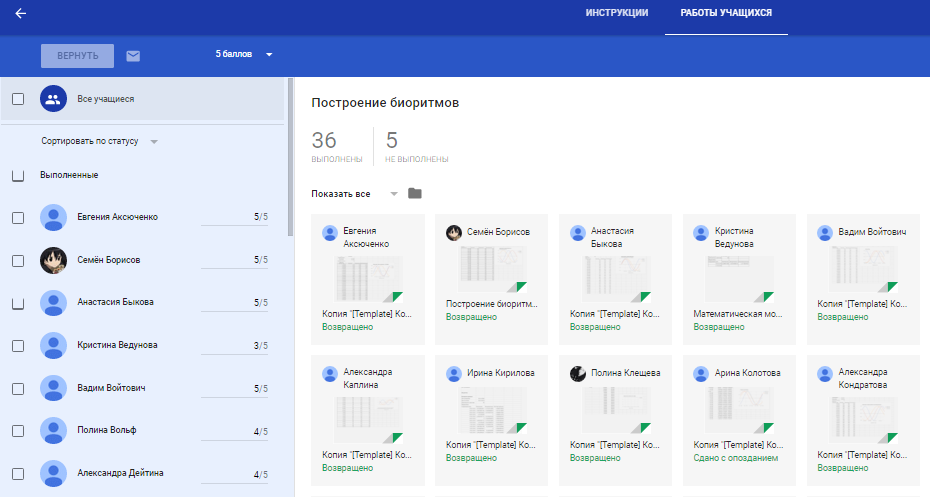 ИНСТРУКЦИИ
РАБОТЫ УЧАЩИХСЯ
ВЕРНУТЬ
5 баллов
Все учащиеся
Сортировать по статусу
Выполненные
Евгения Аксюченко
5/5
Семён Борисов
5/5
Анастасия Быкова
5/5
Кристина Ведунова
3/5
Вадим Войтович
5/5
Полина Вольф
4/5
Александра Дейтина
4/5
Построение биоритмов
36
ВЫПОЛНЕНЫ
5
НЕ ВЫПОЛНЕНЫ
Показать все
Евгения
Аксюченко
Копия "[Template] Ко...
Возвращено
Семён Борисов
Построение биоритм...
Возвращено
Анастасия
Быкова
Копия "[Template] Ко...
Возвращено
Кристина
Ведунова
Математическая мо...
Возвращено
Вадим Войтович
Копия "[Template] Ко...
Возвращено
Александра
Каплина
Копия "[Template] Ко...
Возвращено
Ирина Кирилова
Копия "[Template] Ко...
Возвращено
Полина Клещева
Копия "[Template] Ко...
Возвращено
Арина Колотова
Копия "[Template] Ко...
Сдано с опозданием
Александра
Кондратова
Копия "[Template] Ко...
Возвращено